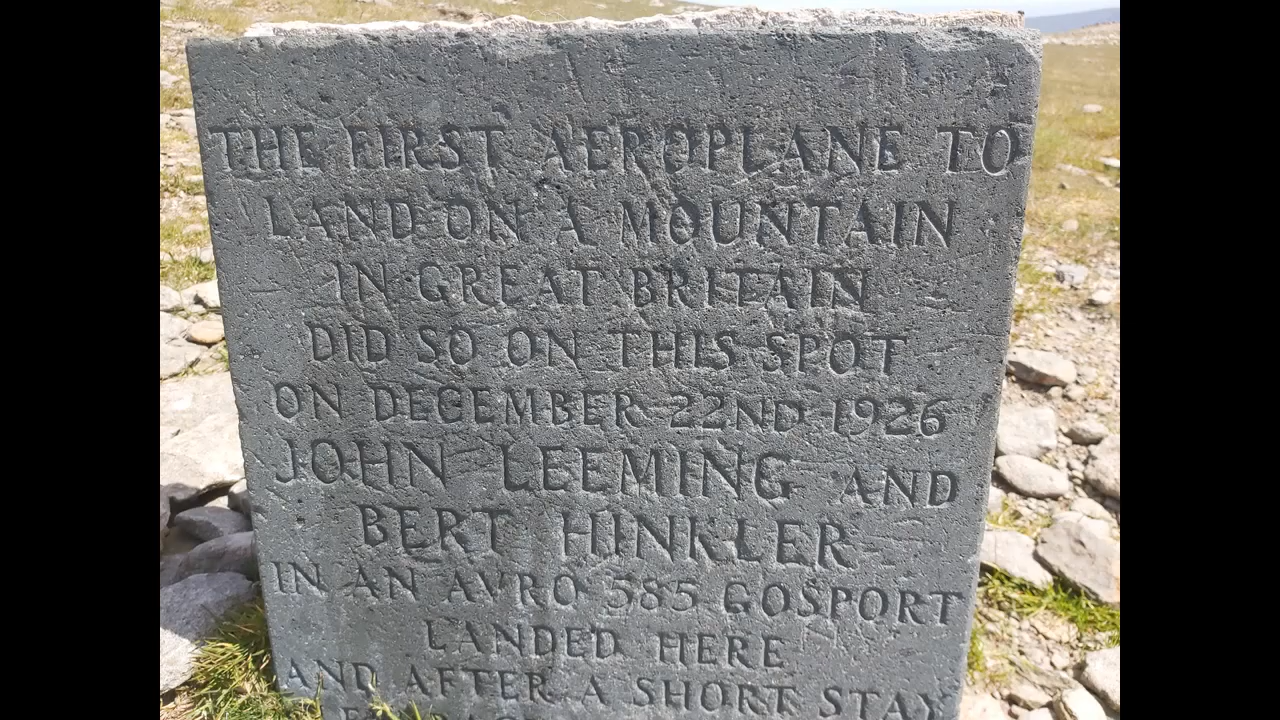 THE FIRST AEROPLANE TO
LAND ON A MOUNTAIN
IN GREAT BRITAIN
DID SO ON THIS SPOT
ON DECEMBER 22ND 1926
JOHN LEEMING AND
BERT HINKLER
IN AN AVRO 585 GOSPORT
LANDED HERE
AND AFTER A SHORT STAY